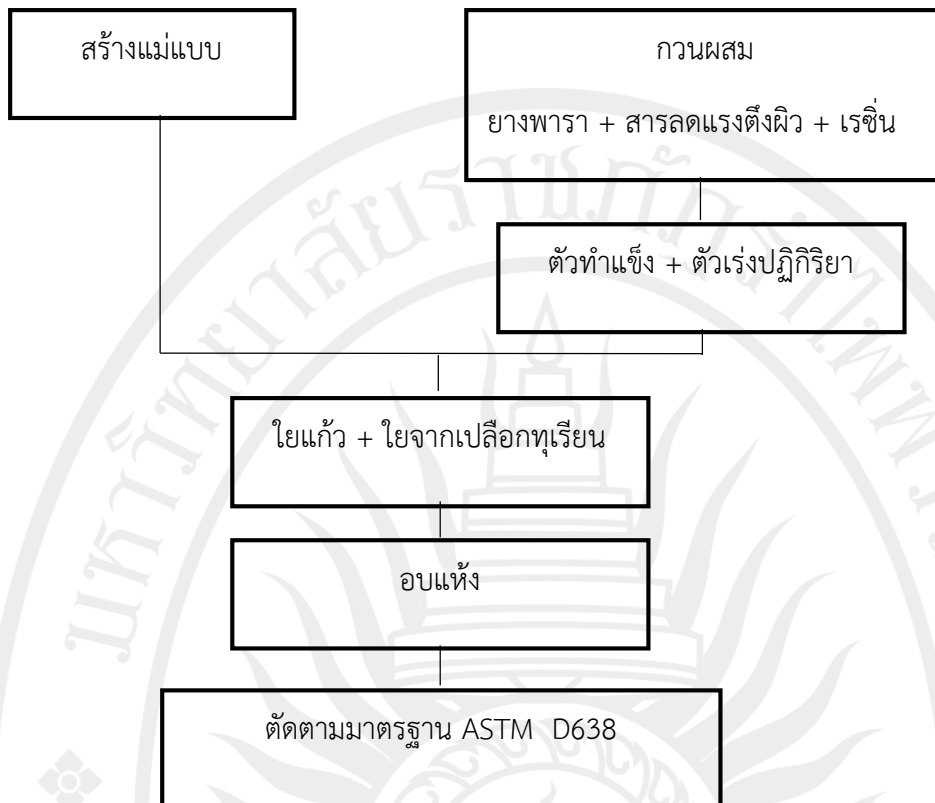 สร้างแม่แบบ
กวนผสม
ยางพารา + สารลดแรงตึงผิว + เรซิ่น
ตัวทำแข็ง + ตัวเร่งปฏิกิริยา
ใยแก้ว + ใยจากเปลือกทุเรียน
อบแห้ง
ตัดตามมาตรฐาน ASTM D638